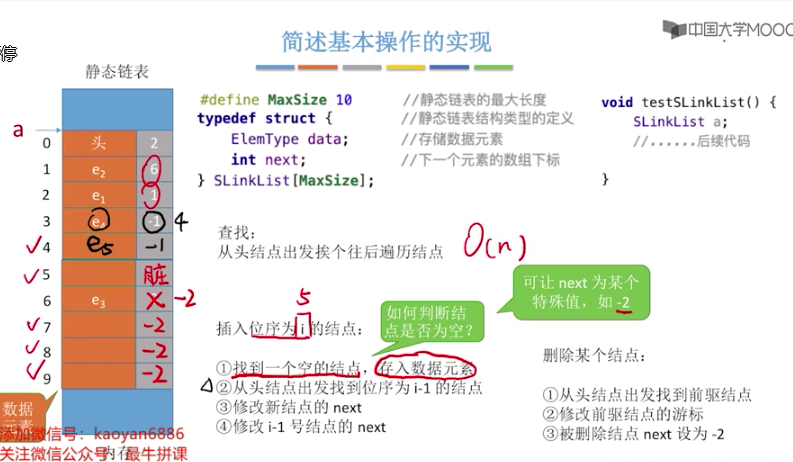 中国大学MOOC
简述基本操作的实现
停
静态链表
a
0 头 2
1 e2 6
2 e1 1
3 e4 -1 4
4 e5 -1
5 脏
6 e3 X -2
7 -2
8 -2
9 -2
数据
元素
内存
#define MaxSize 10 //静态链表的最大长度
typedef struct { //静态链表结构类型的定义
ElemType data; //存储数据元素
int next; //下一个元素的数组下标
} SLinkList[MaxSize];
void testSLinkList() {
SLinkList a;
//......后续代码
}
查找：
从头结点出发挨个往后遍历结点
O(n)
5
插入位序为 i 的结点：
如何判断结
点是否为空？
可让 next 为某个
特殊值，如 -2
①找到一个空的结点，存入数据元素
②从头结点出发找到位序为 i-1 的结点
③修改新结点的 next
④修改 i-1 号结点的 next
删除某个结点：
①从头结点出发找到前驱结点
②修改前驱结点的游标
③被删除结点 next 设为 -2
添加微信号：kaoyan6886
关注微信公众号：最牛拼课